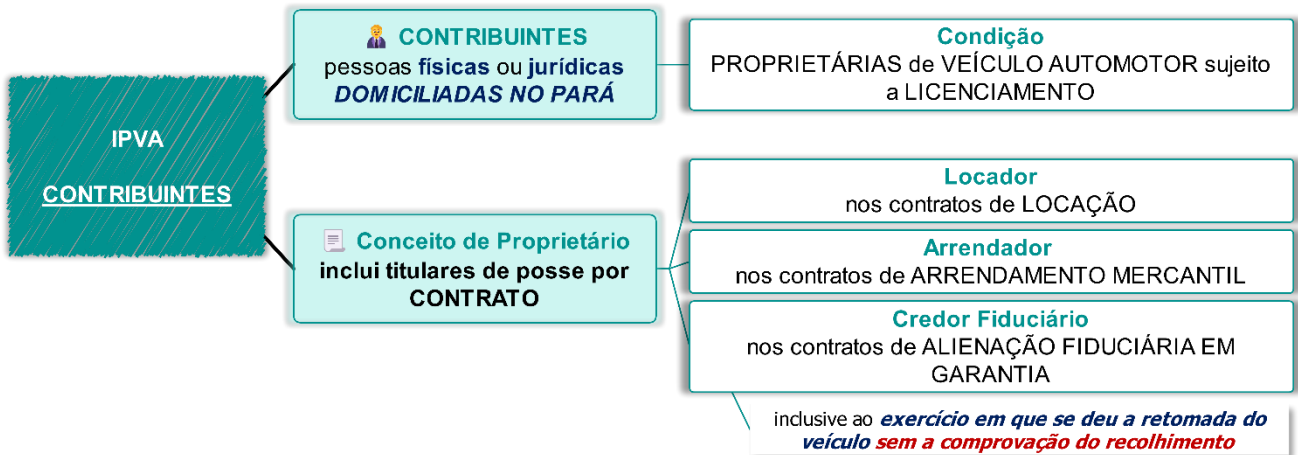 IPVA
CONTRIBUINTES
CONTRIBUINTES
pessoas físicas ou jurídicas
DOMICILIADAS NO PARÁ
Condição
PROPRIETÁRIAS de VEÍCULO AUTOMOTOR sujeito
a LICENCIAMENTO
Conceito de Proprietário
inclui titulares de posse por
CONTRATO
Locador
nos contratos de LOCAÇÃO
Arrendador
nos contratos de ARRENDAMENTO MERCANTIL
Credor Fiduciário
nos contratos de ALIENAÇÃO FIDUCIÁRIA EM
GARANTIA
inclusive ao exercício em que se deu a retomada do
veículo sem a comprovação do recolhimento